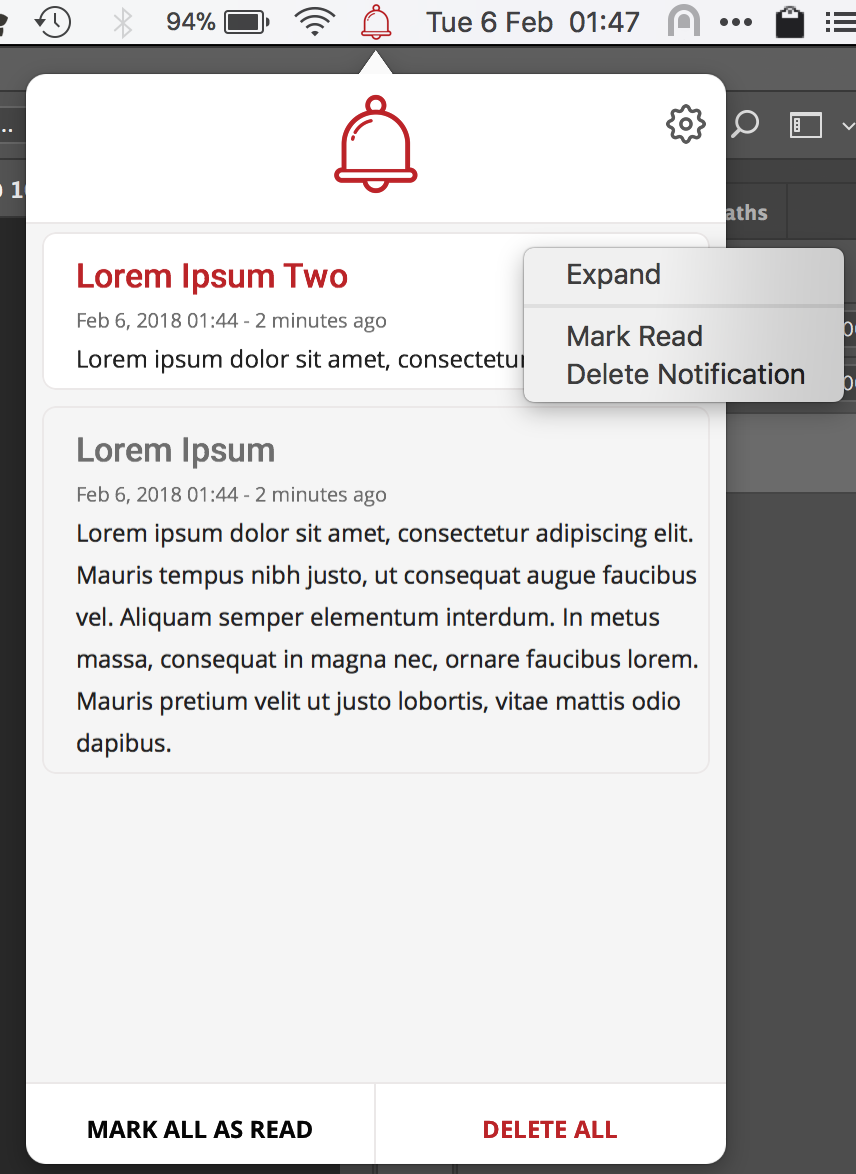 94%
Tue 6 Feb 01:47
Lorem Ipsum Two
Feb 6, 2018 01:44 - 2 minutes ago
Lorem ipsum dolor sit amet, consectetur
Expand
Mark Read
Delete Notification
Lorem Ipsum
Feb 6, 2018 01:44 - 2 minutes ago
Lorem ipsum dolor sit amet, consectetur adipiscing elit.
Mauris tempus nibh justo, ut consequat augue faucibus
vel. Aliquam semper elementum interdum. In metus
massa, consequat in magna nec, ornare faucibus lorem.
Mauris pretium velit ut justo lobortis, vitae mattis odio
dapibus.
MARK ALL AS READ
DELETE ALL